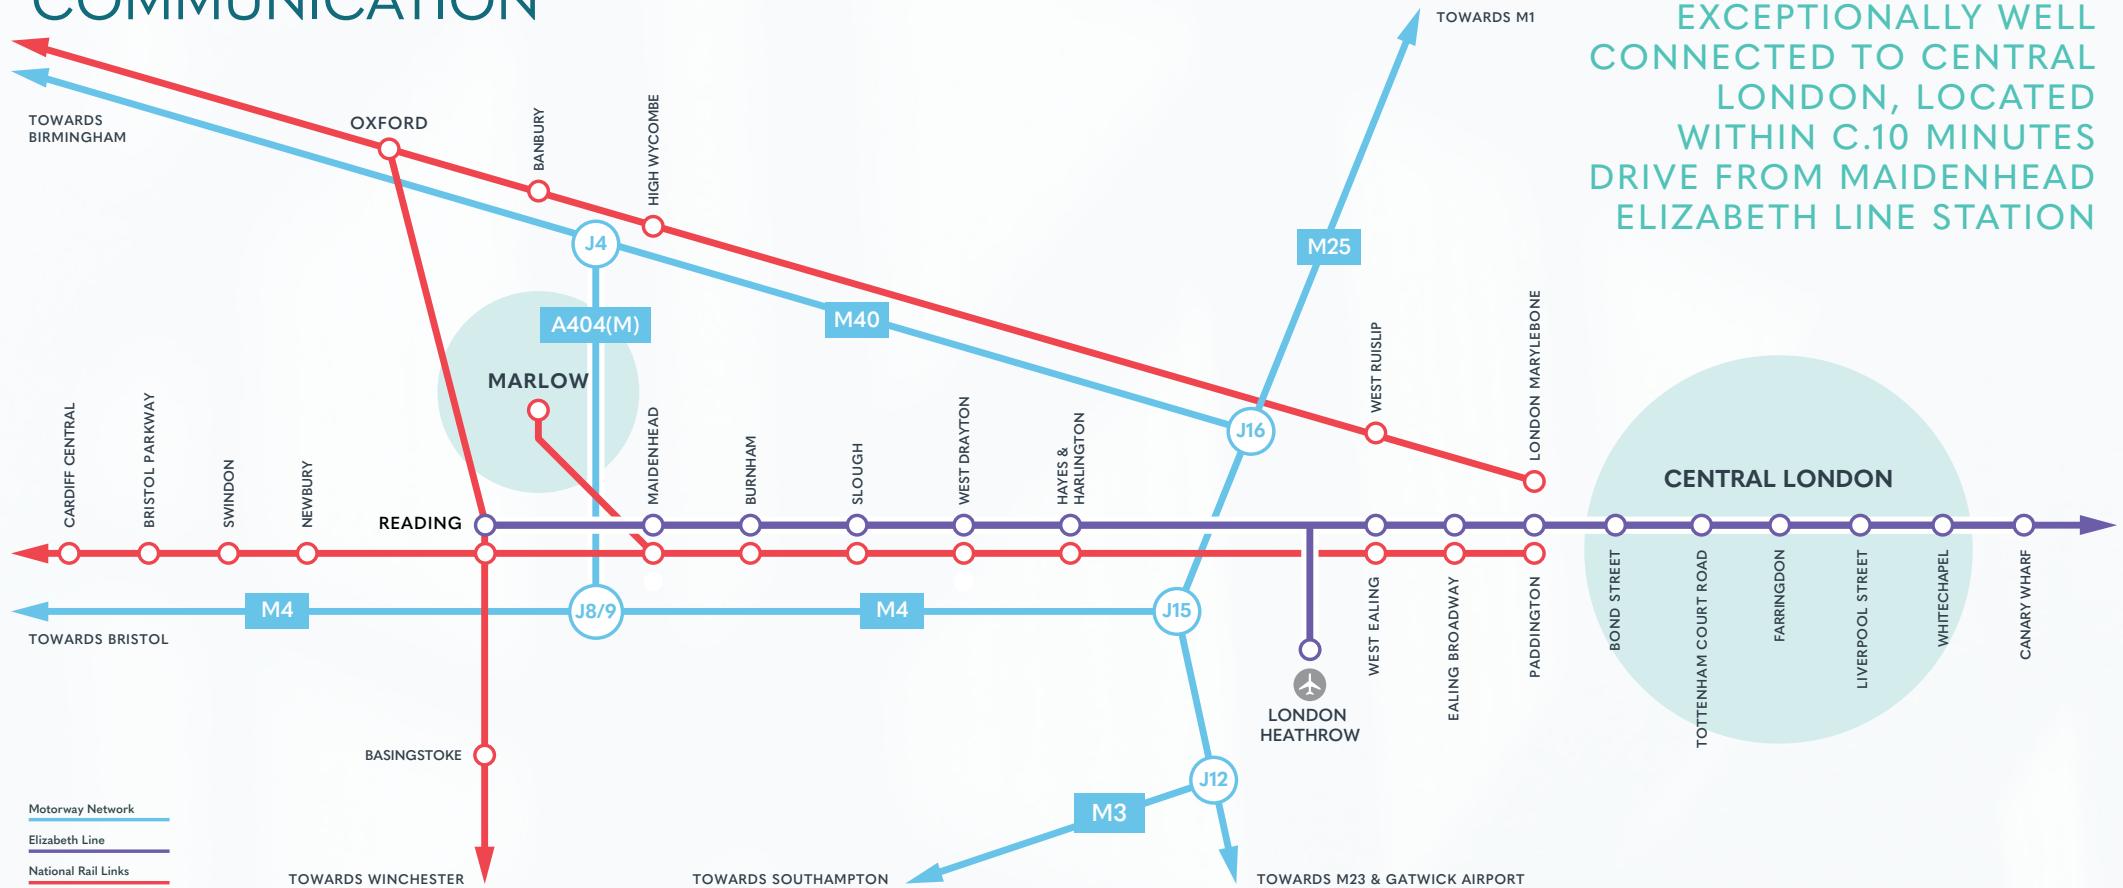 COMMUNICATION
EXCEPTIONALLY WELL
CONNECTED TO CENTRAL
LONDON, LOCATED
WITHIN C.10 MINUTES
DRIVE FROM MAIDENHEAD
ELIZABETH LINE STATION
TOWARDS M1
TOWARDS
BIRMINGHAM
OXFORD
BANBURY
HIGH WYCOMBE
J4
M25
A404(M)
M40
MARLOW
J16
WEST RUISLIP
LONDON MARYLEBONE
CARDIFF CENTRAL
BRISTOL PARKWAY
SWINDON
NEWBURY
READING
MAIDENHEAD
BURNHAM
SLOUGH
WEST DRAYTON
HAYES &
HARLINGTON
CENTRAL LONDON
M4
J8/9
M4
J15
TOWARDS BRISTOL
LONDON
HEATHROW
WEST EALING
EALING BROADWAY
PADDINGTON
BOND STREET
TOTTENHAM COURT ROAD
FARRINGDON
LIVERPOOL STREET
WHITECHAPEL
CANARY WHARF
BASINGSTOKE
J12
M3
Motorway Network
Elizabeth Line
National Rail Links
TOWARDS WINCHESTER
TOWARDS SOUTHAMPTON
TOWARDS M23 & GATWICK AIRPORT